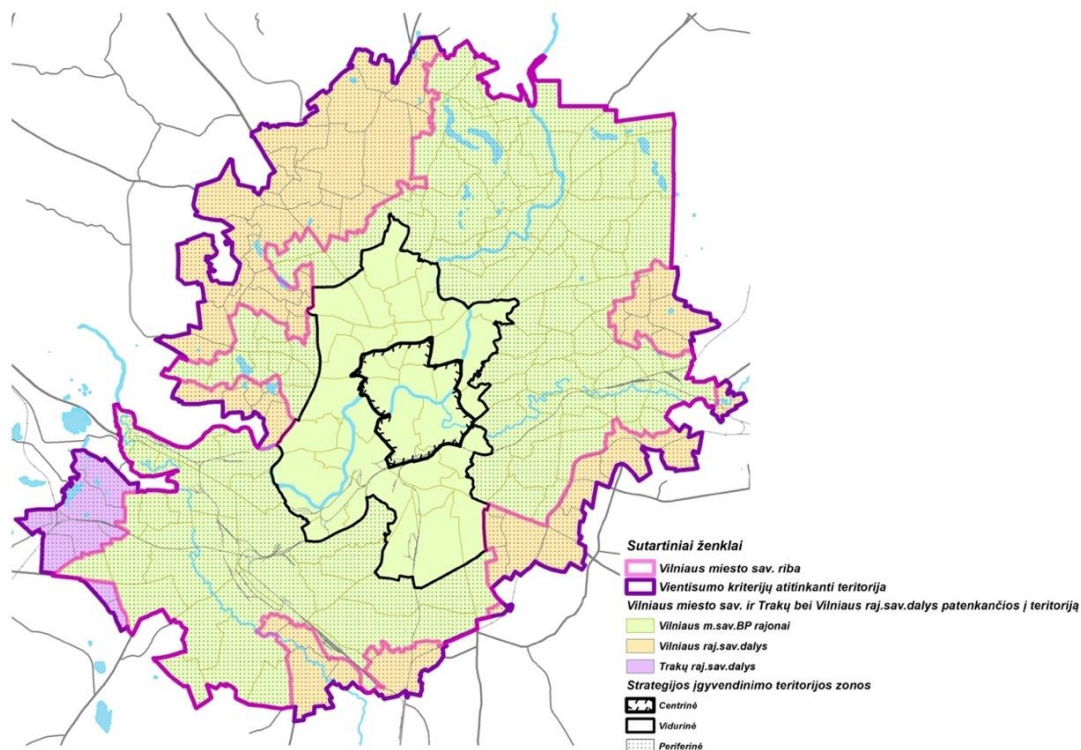 Sutartiniai ženklai
Vilniaus miesto sav. riba
Vientisumo kriterijų atitinkanti teritorija
Vilniaus miesto sav. ir Trakų bei Vilniaus raj.sav.dalys patenkančios į teritoriją
Vilniaus m.sav.BP rajonai
Vilniaus raj.sav.dalys
Trakų raj.sav.dalys
Strategijos įgyvendinimo teritorijos zonos
Centrinė
Vidurinė
Periferinė